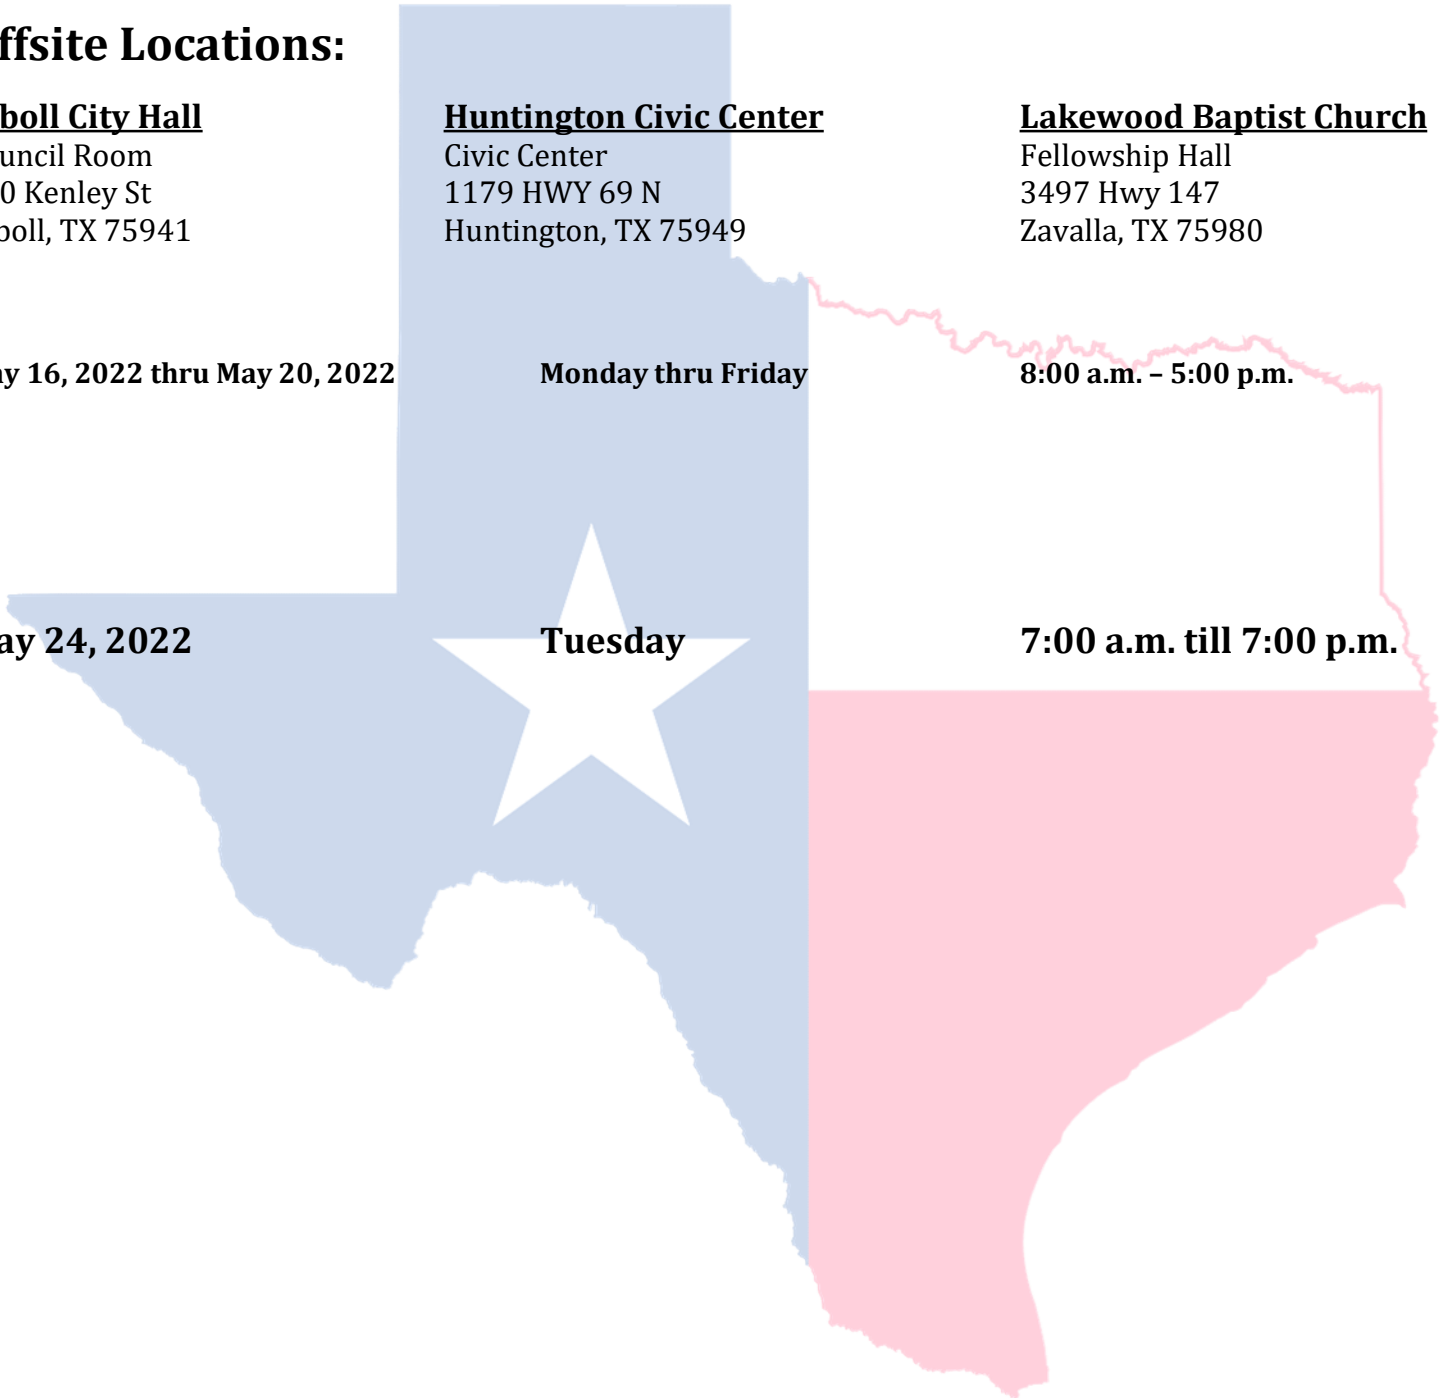 ffsite Locations:
boll City Hall
uncil Room
0 Kenley St
boll, TX 75941
Huntington Civic Center
Civic Center
1179 HWY 69 N
Huntington, TX 75949
Lakewood Baptist Church
Fellowship Hall
3497 Hwy 147
Zavalla, TX 75980
ay 16, 2022 thru May 20, 2022 Monday thru Friday 8:00 a.m. – 5:00 p.m.
ay 24, 2022 Tuesday 7:00 a.m. till 7:00 p.m.